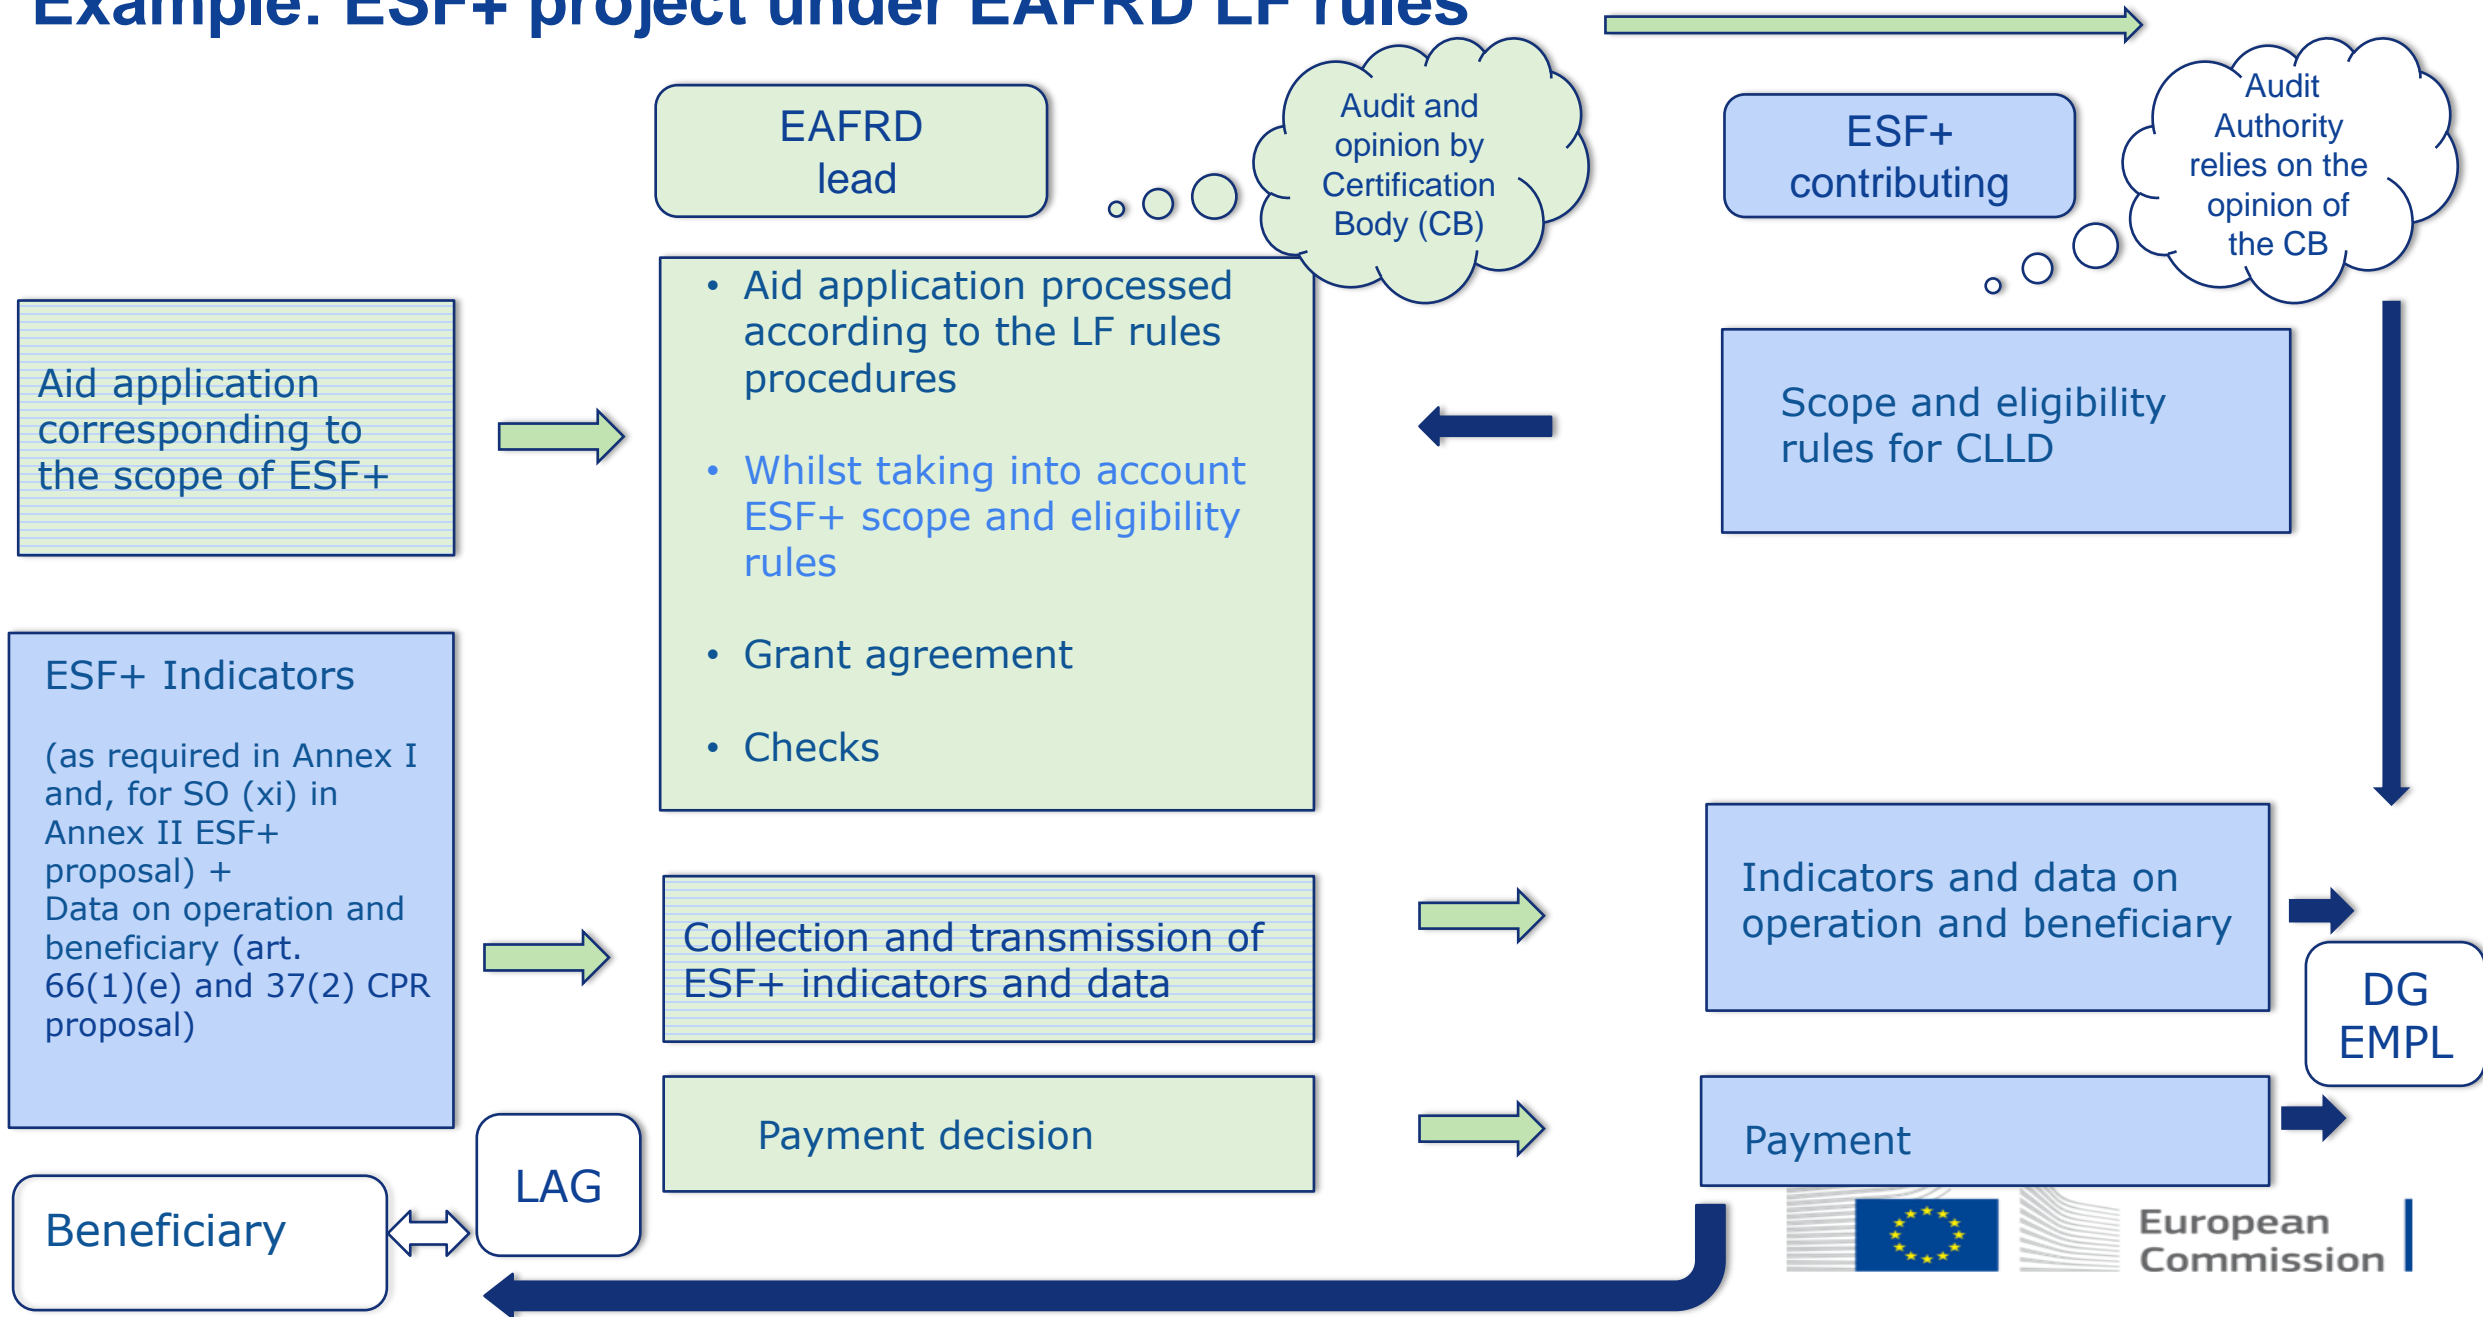 Example: ESF+ project under EAFRD LF rules
EAFRD
lead
Audit and
opinion by
Certification
Body (CB)
ESF+
contributing
Audit
Authority
relies on the
opinion of
the CB
Aid application
corresponding to
the scope of ESF+
• Aid application processed
according to the LF rules
procedures
• Whilst taking into account
ESF+ scope and eligibility
rules
• Grant agreement
• Checks
Scope and eligibility
rules for CLLD
ESF+ Indicators
(as required in Annex I
and, for SO (xi) in
Annex II ESF+
proposal) +
Data on operation and
beneficiary (art.
66(1)(e) and 37(2) CPR
proposal)
Collection and transmission of
ESF+ indicators and data
Indicators and data on
operation and beneficiary
DG
EMPL
Payment decision
Payment
LAG
Beneficiary
European
Commission